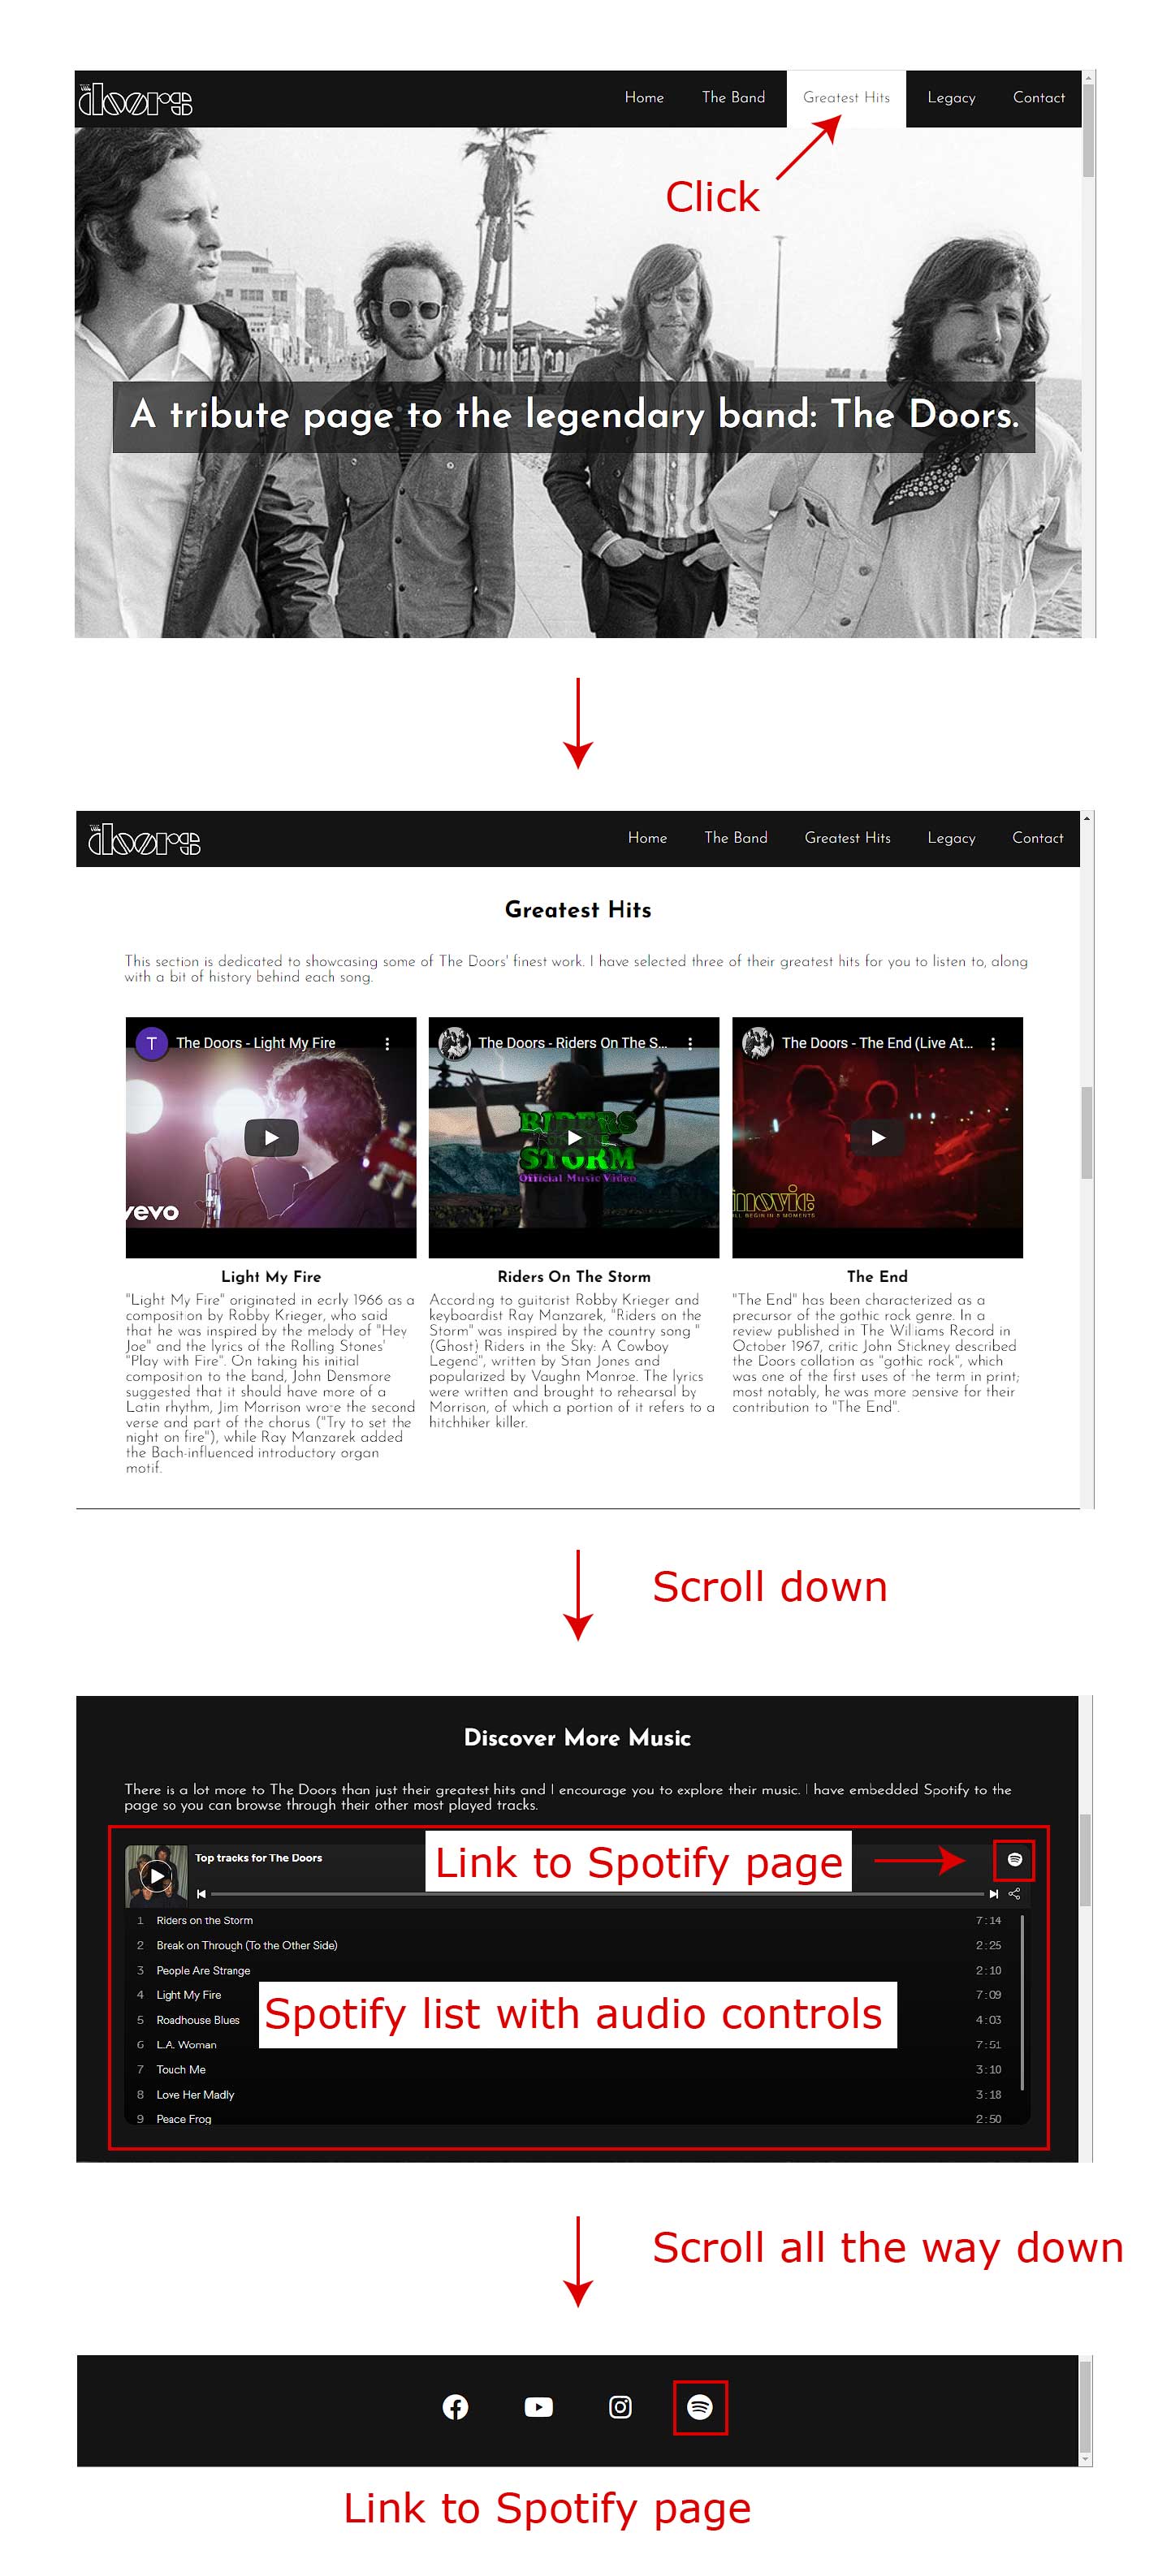 THE doors
Home The Band Greatest Hits Legacy Contact
Click
A tribute page to the legendary band: The Doors.
THE doors
Home The Band Greatest Hits Legacy Contact
Greatest Hits
This section is dedicated to showcasing some of The Doors' finest work. I have selected three of their greatest hits for you to listen to, along
with a bit of history behind each song.
T The Doors - Light My Fire
vevo
Light My Fire
"Light My Fire" originated in early 1966 as a
composition by Robby Krieger, who said
that he was inspired by the melody of "Hey
Joe" and the lyrics of the Rolling Stones'
"Play with Fire". On taking his initial
composition to the band, John Densmore
suggested that it should have more of a
Latin rhythm, Jim Morrison wrote the second
verse and part of the chorus ("Try to set the
night on fire"), while Ray Manzarek added
the Bach-influenced introductory organ
motif.
The Doors - Riders On The S...
RIDERS
ON THE
STORM
Official Music Video
Riders On The Storm
According to guitarist Robby Krieger and
keyboardist Ray Manzarek, "Riders on the
Storm" was inspired by the country song "
(Ghost) Riders in the Sky: A Cowboy
Legend", written by Stan Jones and
popularized by Vaughn Monroe. The lyrics
were written and brought to rehearsal by
Morrison, of which a portion of it refers to a
hitchhiker killer.
The Doors - The End (Live At...
movie
BEGIN IN 5 MOMENTS
The End
"The End" has been characterized as a
precursor of the gothic rock genre. In a
review published in The Williams Record in
October 1967, critic John Stickney described
the Doors collation as "gothic rock", which
was one of the first uses of the term in print;
most notably, he was more pensive for their
contribution to "The End".
Scroll down
Discover More Music
There is a lot more to The Doors than just their greatest hits and I encourage you to explore their music. I have embedded Spotify to the
page so you can browse through their other most played tracks.
Top tracks for The Doors
Link to Spotify page
1 Riders on the Storm 7:14
2 Break on Through (To the Other Side) 2:25
3 People Are Strange 2:10
4 Light My Fire 7:09
5 Roadhouse Blues 4:03
6 L.A. Woman 7:51
7 Touch Me 3:10
8 Love Her Madly 3:18
9 Peace Frog 2:50
Spotify list with audio controls
Scroll all the way down
Link to Spotify page